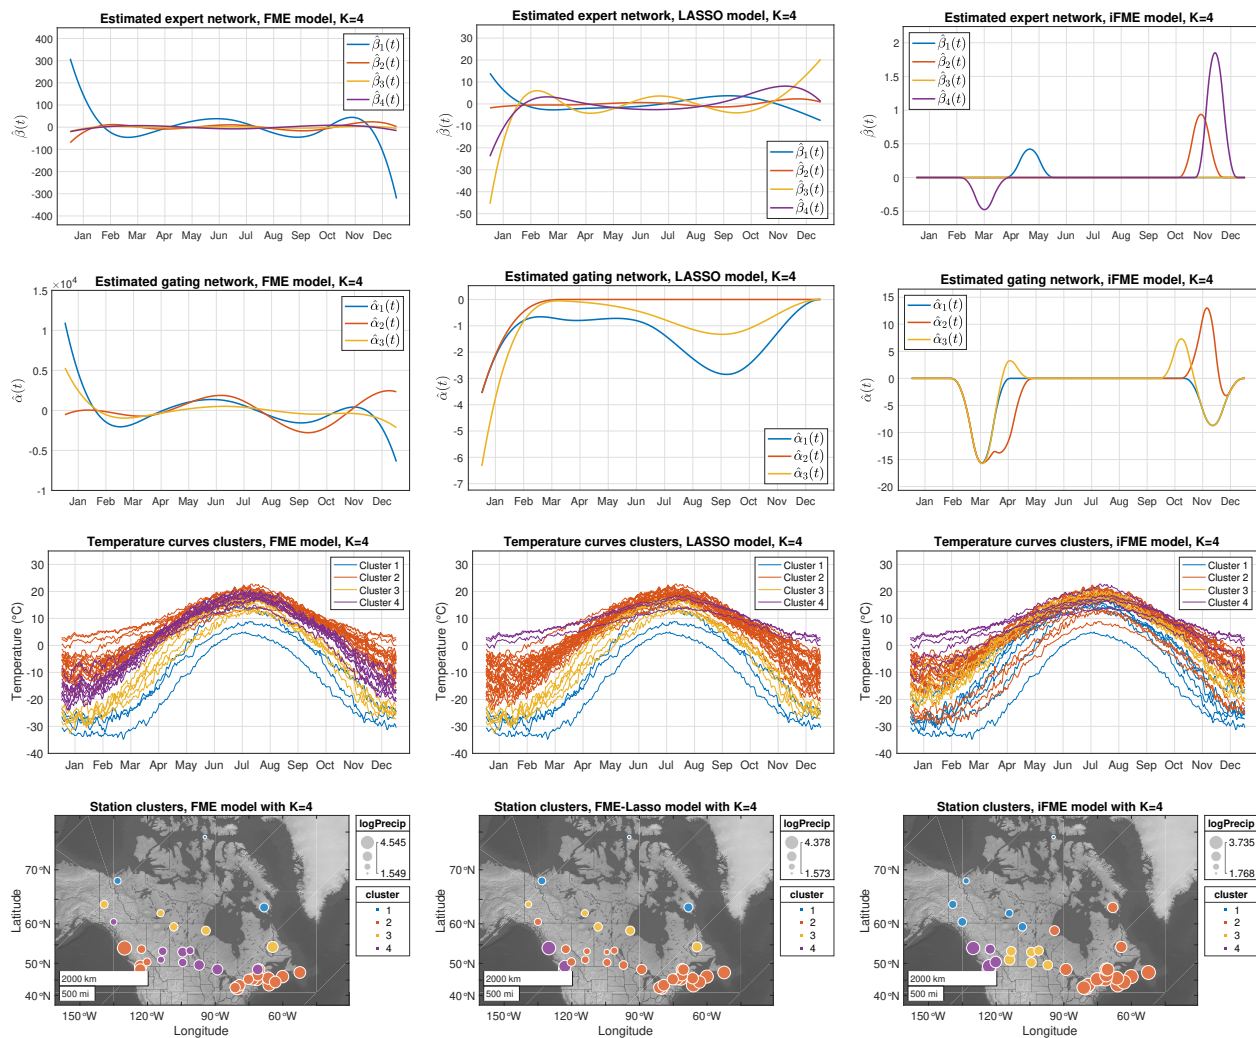 Estimated expert network, FME model, K=4
400
300
200
100
0
-100
-200
-300
-400
β̂(t)
β̂₁(t)
β̂₂(t)
β̂₃(t)
β̂₄(t)
Jan Feb Mar Apr May Jun Jul Aug Sep Oct Nov Dec
Estimated expert network, LASSO model, K=4
30
20
10
0
-10
-20
-30
-40
-50
β̂(t)
β̂₁(t)
β̂₂(t)
β̂₃(t)
β̂₄(t)
Jan Feb Mar Apr May Jun Jul Aug Sep Oct Nov Dec
Estimated expert network, iFME model, K=4
2
1.5
1
0.5
0
-0.5
β̂(t)
β̂₁(t)
β̂₂(t)
β̂₃(t)
β̂₄(t)
Jan Feb Mar Apr May Jun Jul Aug Sep Oct Nov Dec
Estimated gating network, FME model, K=4
×10⁴
1.5
1
0.5
0
-0.5
-1
α̂(t)
α̂₁(t)
α̂₂(t)
α̂₃(t)
Jan Feb Mar Apr May Jun Jul Aug Sep Oct Nov Dec
Estimated gating network, LASSO model, K=4
0
-1
-2
-3
-4
-5
-6
-7
α̂(t)
α̂₁(t)
α̂₂(t)
α̂₃(t)
Jan Feb Mar Apr May Jun Jul Aug Sep Oct Nov Dec
Estimated gating network, iFME model, K=4
15
10
5
0
-5
-10
-15
-20
α̂(t)
α̂₁(t)
α̂₂(t)
α̂₃(t)
Jan Feb Mar Apr May Jun Jul Aug Sep Oct Nov Dec
Temperature curves clusters, FME model, K=4
30
20
10
0
-10
-20
-30
-40
Temperature (°C)
Cluster 1
Cluster 2
Cluster 3
Cluster 4
Jan Feb Mar Apr May Jun Jul Aug Sep Oct Nov Dec
Temperature curves clusters, LASSO model, K=4
30
20
10
0
-10
-20
-30
-40
Temperature (°C)
Cluster 1
Cluster 2
Cluster 3
Cluster 4
Jan Feb Mar Apr May Jun Jul Aug Sep Oct Nov Dec
Temperature curves clusters, iFME model, K=4
30
20
10
0
-10
-20
-30
-40
Temperature (°C)
Cluster 1
Cluster 2
Cluster 3
Cluster 4
Jan Feb Mar Apr May Jun Jul Aug Sep Oct Nov Dec
Station clusters, FME model with K=4
70°N
60°N
50°N
40°N
Latitude
2000 km
500 mi
150°W 120°W 90°W 60°W
Longitude
logPrecip
4.545
1.549
cluster
1
2
3
4
Station clusters, FME-Lasso model with K=4
70°N
60°N
50°N
40°N
Latitude
2000 km
500 mi
150°W 120°W 90°W 60°W
Longitude
logPrecip
4.378
1.573
cluster
1
2
3
4
Station clusters, iFME model with K=4
70°N
60°N
50°N
40°N
Latitude
2000 km
500 mi
150°W 120°W 90°W 60°W
Longitude
logPrecip
3.735
1.768
cluster
1
2
3
4